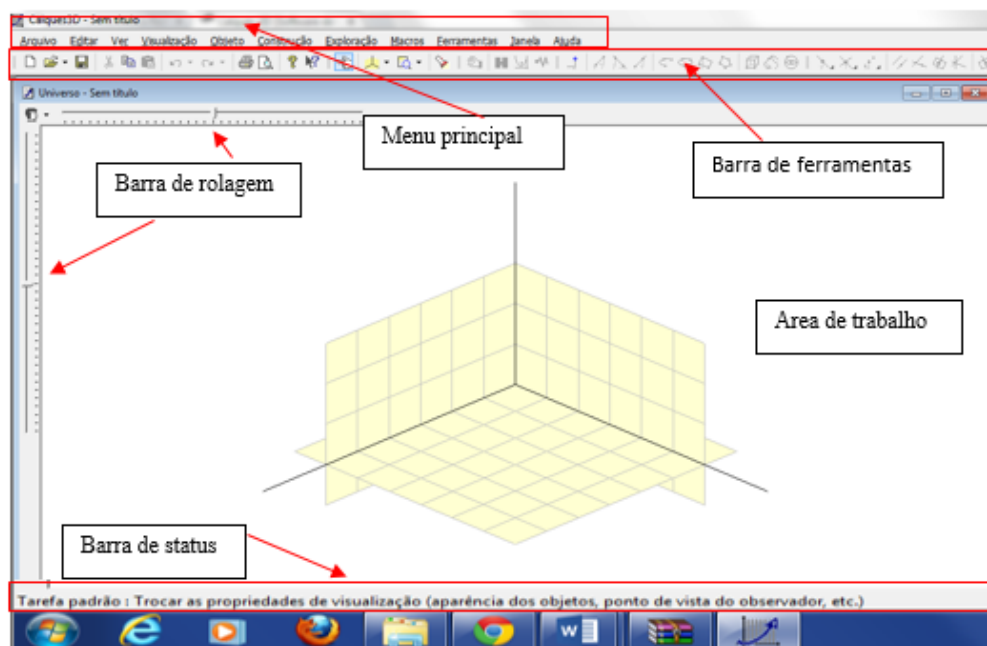 Calques3D - Sem título
Arquivo Editar Ver Visualização Objeto Construção Exploração Macros Ferramentas Janela Ajuda
Universo - Sem título
Menu principal
Barra de ferramentas
Barra de rolagem
Area de trabalho
Barra de status
Tarefa padrão : Trocar as propriedades de visualização (aparência dos objetos, ponto de vista do observador, etc.)